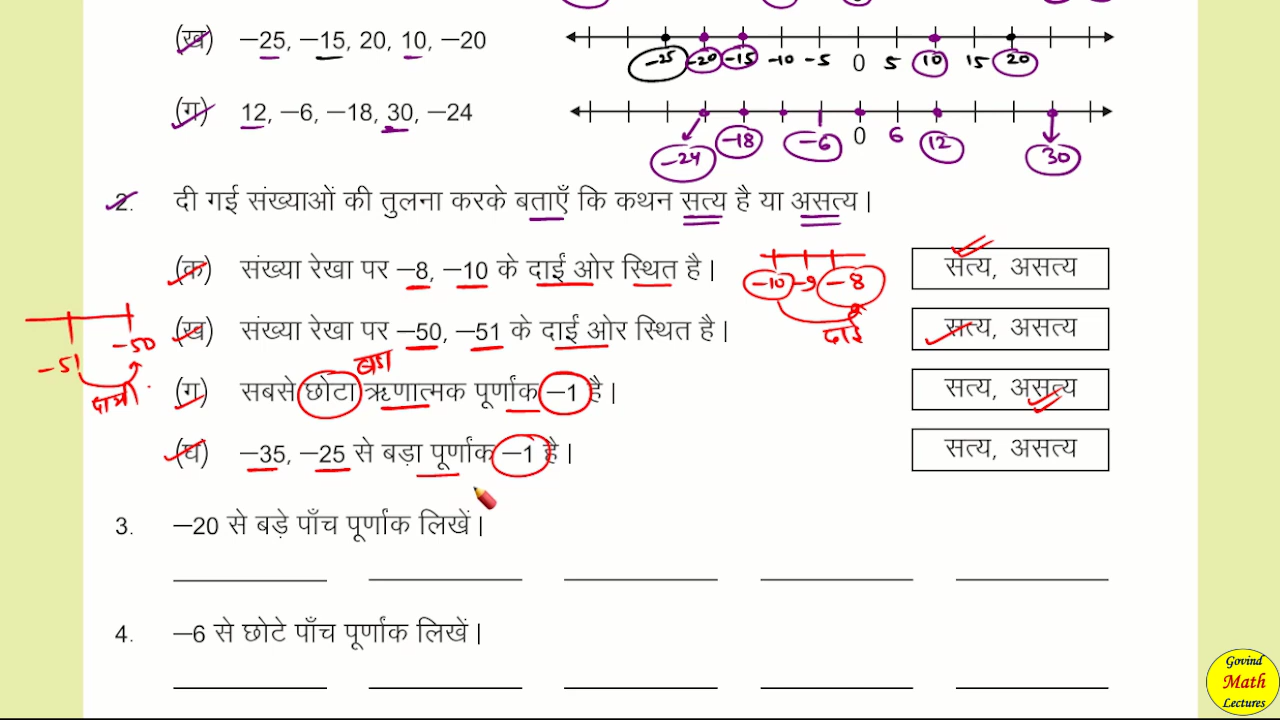 (ख) –25, –15, 20, 10, –20
-25 -20 -15 -10 -5 0 5 10 15 20
(ग) 12, –6, –18, 30, –24
-24 -18 -6 0 6 12 30
2. दी गई संख्याओं की तुलना करके बताएँ कि कथन सत्य है या असत्य।
(क) संख्या रेखा पर –8, –10 के दाईं ओर स्थित है। सत्य, असत्य
-10 -9 -8
दाईं
(ख) संख्या रेखा पर –50, –51 के दाईं ओर स्थित है। सत्य, असत्य
-51 -50
बड़ा
(ग) सबसे छोटा ऋणात्मक पूर्णांक –1 है। सत्य, असत्य
(घ) –35, –25 से बड़ा पूर्णांक –1 है। सत्य, असत्य
3. –20 से बड़े पाँच पूर्णांक लिखें।
4. –6 से छोटे पाँच पूर्णांक लिखें।
Govind
Math
Lectures